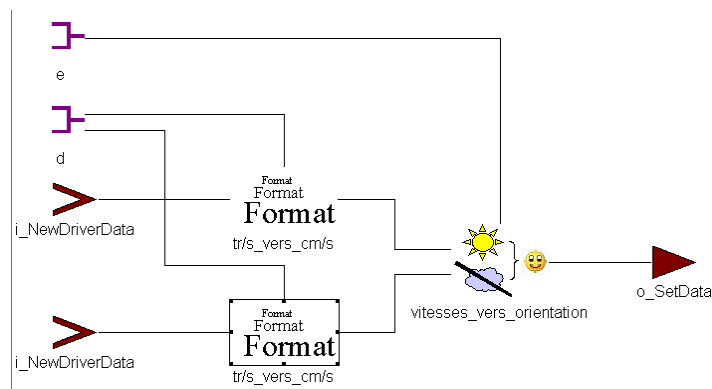 e
d
i_NewDriverData
Format
Format
Format
tr/s_vers_cm/s
vitesses_vers_orientation
o_SetData
Format
Format
Format
i_NewDriverData
tr/s_vers_cm/s